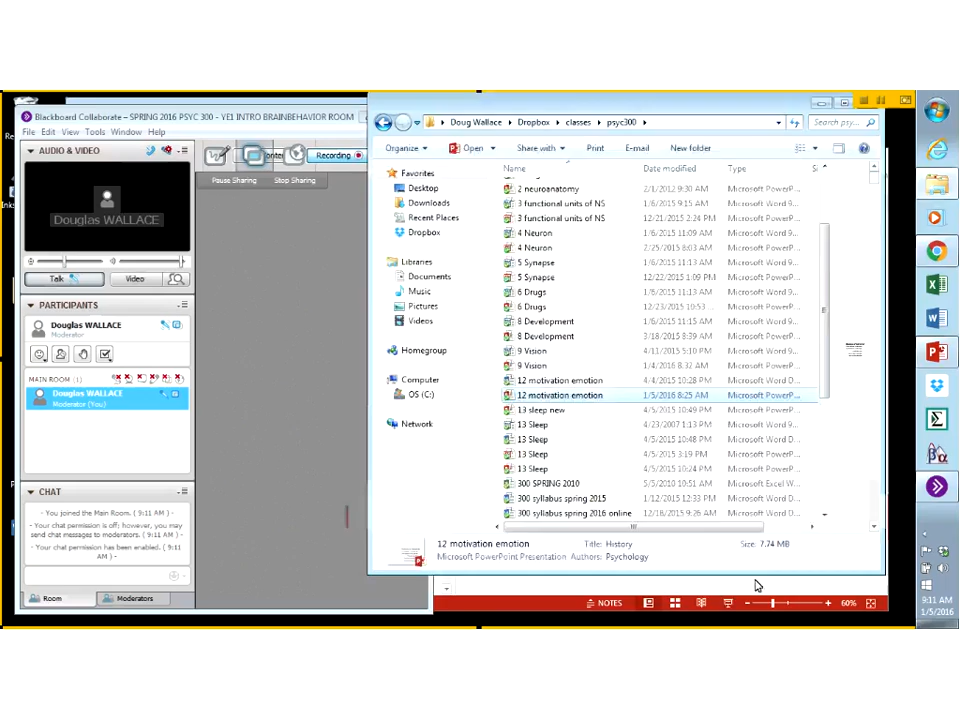 Blackboard Collaborate – SPRING 2016 PSYC 300 - YE1 INTRO BRAINBEHAVIOR ROOM
File Edit View Tools Window Help
AUDIO & VIDEO
Recording
Pause Sharing Stop Sharing
Douglas WALLACE
Talk Video
PARTICIPANTS
Douglas WALLACE
Moderator
MAIN ROOM (1)
Douglas WALLACE
Moderator (You)
CHAT
- You joined the Main Room. ( 9:11 AM ) -
- Your chat permission is off; however, you may
send chat messages to moderators. ( 9:11
AM ) -
- Your chat permission has been enabled. ( 9:11
AM ) -
Room Moderators
Doug Wallace Dropbox classes psyc300
Search psy...
Organize Open Share with Print E-mail New folder
Favorites
Desktop
Downloads
Recent Places
Dropbox
Libraries
Documents
Music
Pictures
Videos
Homegroup
Computer
OS (C:)
Network
Name Date modified Type Si
2 neuroanatomy 2/1/2012 9:30 AM Microsoft PowerP...
3 functional units of NS 1/6/2015 9:15 AM Microsoft Word 9...
3 functional units of NS 12/21/2015 2:24 PM Microsoft PowerP...
4 Neuron 1/6/2015 11:09 AM Microsoft Word 9...
4 Neuron 2/25/2015 8:03 AM Microsoft PowerP...
5 Synapse 1/6/2015 11:13 AM Microsoft Word 9...
5 Synapse 12/22/2015 1:09 PM Microsoft PowerP...
6 Drugs 1/6/2015 11:13 AM Microsoft Word 9...
6 Drugs 12/23/2015 10:53 ... Microsoft PowerP...
8 Development 1/6/2015 11:15 AM Microsoft Word 9...
8 Development 3/18/2015 8:39 AM Microsoft PowerP...
9 Vision 4/11/2015 5:10 PM Microsoft Word 9...
9 Vision 1/4/2016 8:32 AM Microsoft PowerP...
12 motivation emotion 4/4/2015 10:28 PM Microsoft Word 9...
12 motivation emotion 1/5/2016 8:25 AM Microsoft PowerP...
13 sleep new 4/5/2015 10:49 PM Microsoft PowerP...
13 Sleep 4/23/2007 1:13 PM Microsoft Word 9...
13 Sleep 4/5/2015 10:48 PM Microsoft Word D...
13 Sleep 4/5/2015 3:19 PM Microsoft PowerP...
13 Sleep 4/5/2015 10:24 PM Microsoft PowerP...
300 SPRING 2010 5/5/2010 10:51 AM Microsoft Excel W...
300 syllabus spring 2015 1/12/2015 12:33 PM Microsoft Word D...
300 syllabus spring 2016 online 12/18/2015 9:26 AM Microsoft Word D...
12 motivation emotion Title: History Size: 7.74 MB
Microsoft PowerPoint Presentation Authors: Psychology
NOTES 60%
9:11 AM
1/5/2016